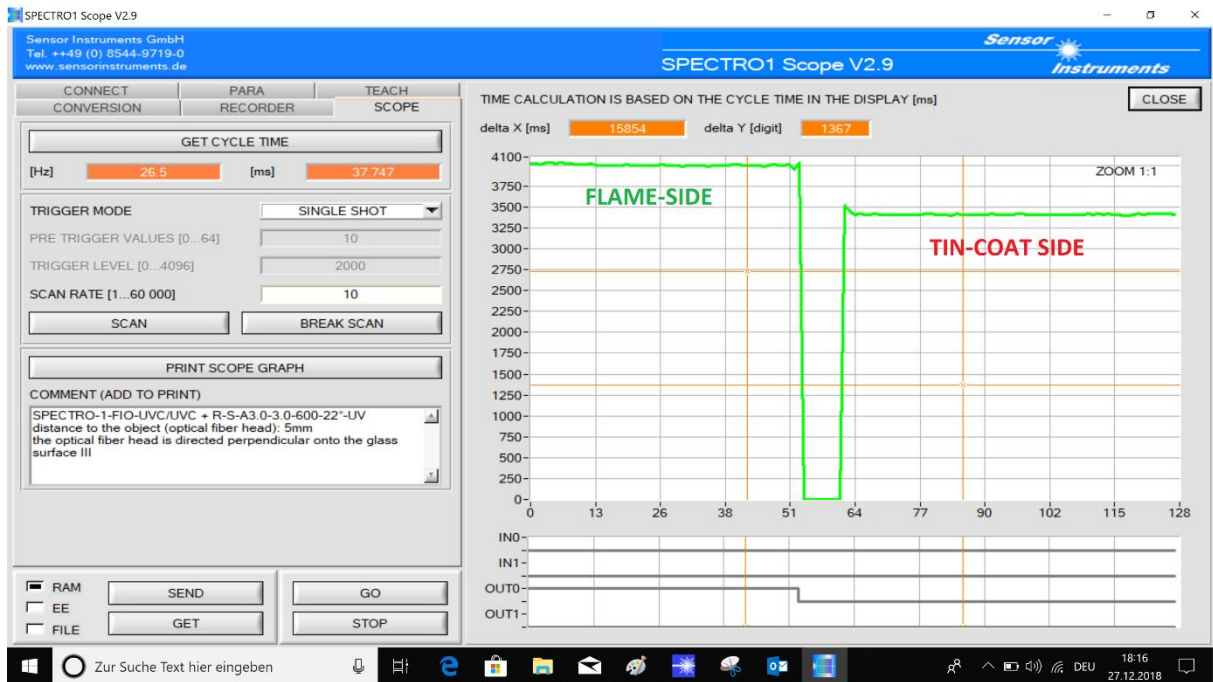 SPECTRO1 Scope V2.9
Sensor Instruments GmbH
Tel. ++49 (0) 8544-9719-0
www.sensorinstruments.de
SPECTRO1 Scope V2.9
Sensor
Instruments
CONNECT PARA TEACH
CONVERSION RECORDER SCOPE
GET CYCLE TIME
[Hz] 26.5 [ms] 37.747
TRIGGER MODE SINGLE SHOT
PRE TRIGGER VALUES [0...64] 10
TRIGGER LEVEL [0...4096] 2000
SCAN RATE [1...60 000] 10
SCAN BREAK SCAN
PRINT SCOPE GRAPH
COMMENT (ADD TO PRINT)
SPECTRO-1-FIO-UVC/UVC + R-S-A3.0-3.0-600-22°-UV
distance to the object (optical fiber head): 5mm
the optical fiber head is directed perpendicular onto the glass
surface III
RAM SEND GO
EE
FILE GET STOP
TIME CALCULATION IS BASED ON THE CYCLE TIME IN THE DISPLAY [ms]
CLOSE
delta X [ms] 15854 delta Y [digit] 1367
ZOOM 1:1
FLAME-SIDE
TIN-COAT SIDE
4100
3750
3500
3250
3000
2750
2500
2250
2000
1750
1500
1250
1000
750
500
250
0
0 13 26 38 51 64 77 90 102 115 128
IN0
IN1
OUT0
OUT1
Zur Suche Text hier eingeben
DEU
18:16
27.12.2018